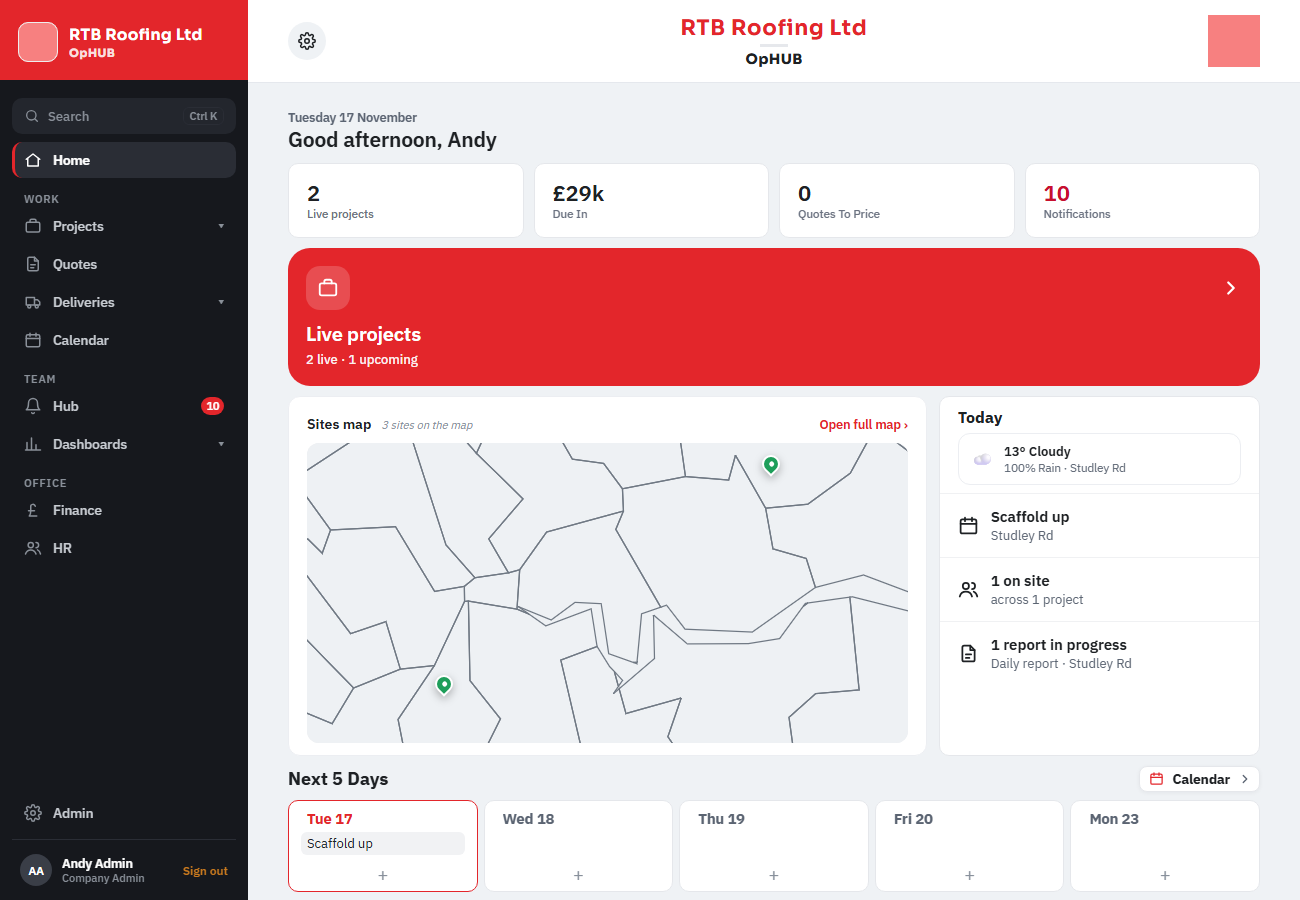 RTB Roofing Ltd
OpHUB
Search
Ctrl K
Home
WORK
Projects
Quotes
Deliveries
Calendar
TEAM
Hub
10
Dashboards
OFFICE
Finance
HR
Admin
AA
Andy Admin
Company Admin
Sign out
RTB Roofing Ltd
OpHUB
Tuesday 17 November
Good afternoon, Andy
2
Live projects
£29k
Due In
0
Quotes To Price
10
Notifications
Live projects
2 live · 1 upcoming
Sites map
3 sites on the map
Open full map ›
Today
13° Cloudy
100% Rain · Studley Rd
Scaffold up
Studley Rd
1 on site
across 1 project
1 report in progress
Daily report · Studley Rd
Next 5 Days
Calendar
Tue 17
Scaffold up
+
Wed 18
+
Thu 19
+
Fri 20
+
Mon 23
+